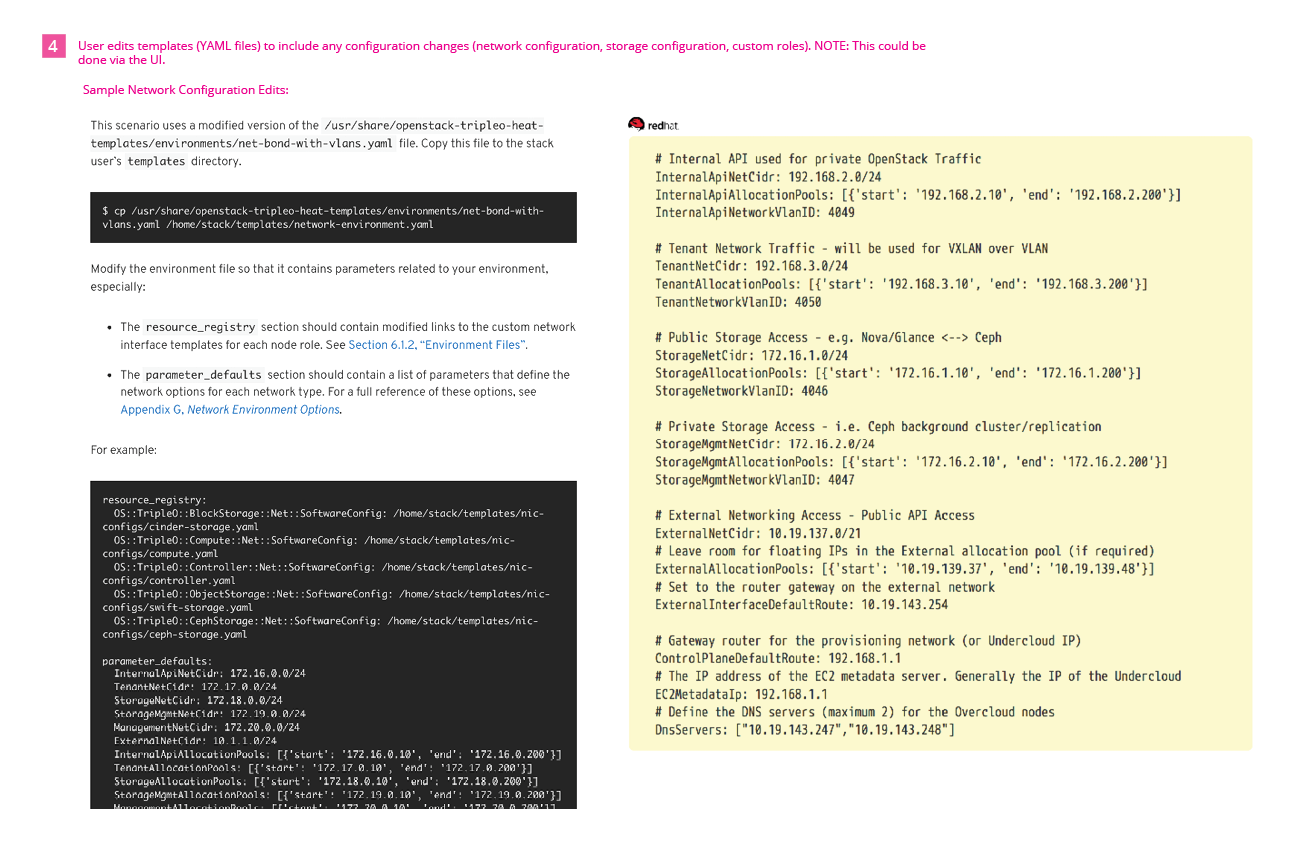 4
User edits templates (YAML files) to include any configuration changes (network configuration, storage configuration, custom roles). NOTE: This could be
done via the UI.
Sample Network Configuration Edits:
This scenario uses a modified version of the /usr/share/openstack-tripleo-heat-
templates/environments/net-bond-with-vlans.yaml file. Copy this file to the stack
user's templates directory.
$ cp /usr/share/openstack-tripleo-heat-templates/environments/net-bond-with-
vlans.yaml /home/stack/templates/network-environment.yaml
Modify the environment file so that it contains parameters related to your environment,
especially:
• The resource_registry section should contain modified links to the custom network
interface templates for each node role. See Section 6.1.2, “Environment Files”.
• The parameter_defaults section should contain a list of parameters that define the
network options for each network type. For a full reference of these options, see
Appendix G, Network Environment Options.
For example:
resource_registry:
OS::TripleO::BlockStorage::Net::SoftwareConfig: /home/stack/templates/nic-
configs/cinder-storage.yaml
OS::TripleO::Compute::Net::SoftwareConfig: /home/stack/templates/nic-
configs/compute.yaml
OS::TripleO::Controller::Net::SoftwareConfig: /home/stack/templates/nic-
configs/controller.yaml
OS::TripleO::ObjectStorage::Net::SoftwareConfig: /home/stack/templates/nic-
configs/swift-storage.yaml
OS::TripleO::CephStorage::Net::SoftwareConfig: /home/stack/templates/nic-
configs/ceph-storage.yaml
parameter_defaults:
InternalApiNetCidr: 172.16.0.0/24
TenantNetCidr: 172.17.0.0/24
StorageNetCidr: 172.18.0.0/24
StorageMgmtNetCidr: 172.19.0.0/24
ManagementNetCidr: 172.20.0.0/24
ExternalNetCidr: 10.1.1.0/24
InternalApiAllocationPools: [{'start': '172.16.0.10', 'end': '172.16.0.200'}]
TenantAllocationPools: [{'start': '172.17.0.10', 'end': '172.17.0.200'}]
StorageAllocationPools: [{'start': '172.18.0.10', 'end': '172.18.0.200'}]
StorageMgmtAllocationPools: [{'start': '172.19.0.10', 'end': '172.19.0.200'}]
ManagementAllocationPools: [{'start': '172.20.0.10', 'end': '172.20.0.200'}]
redhat.
# Internal API used for private OpenStack Traffic
InternalApiNetCidr: 192.168.2.0/24
InternalApiAllocationPools: [{'start': '192.168.2.10', 'end': '192.168.2.200'}]
InternalApiNetworkVlanID: 4049
# Tenant Network Traffic - will be used for VXLAN over VLAN
TenantNetCidr: 192.168.3.0/24
TenantAllocationPools: [{'start': '192.168.3.10', 'end': '192.168.3.200'}]
TenantNetworkVlanID: 4050
# Public Storage Access - e.g. Nova/Glance <--> Ceph
StorageNetCidr: 172.16.1.0/24
StorageAllocationPools: [{'start': '172.16.1.10', 'end': '172.16.1.200'}]
StorageNetworkVlanID: 4046
# Private Storage Access - i.e. Ceph background cluster/replication
StorageMgmtNetCidr: 172.16.2.0/24
StorageMgmtAllocationPools: [{'start': '172.16.2.10', 'end': '172.16.2.200'}]
StorageMgmtNetworkVlanID: 4047
# External Networking Access - Public API Access
ExternalNetCidr: 10.19.137.0/21
# Leave room for floating IPs in the External allocation pool (if required)
ExternalAllocationPools: [{'start': '10.19.139.37', 'end': '10.19.139.48'}]
# Set to the router gateway on the external network
ExternalInterfaceDefaultRoute: 10.19.143.254
# Gateway router for the provisioning network (or Undercloud IP)
ControlPlaneDefaultRoute: 192.168.1.1
# The IP address of the EC2 metadata server. Generally the IP of the Undercloud
EC2MetadataIp: 192.168.1.1
# Define the DNS servers (maximum 2) for the Overcloud nodes
DnsServers: ["10.19.143.247","10.19.143.248"]